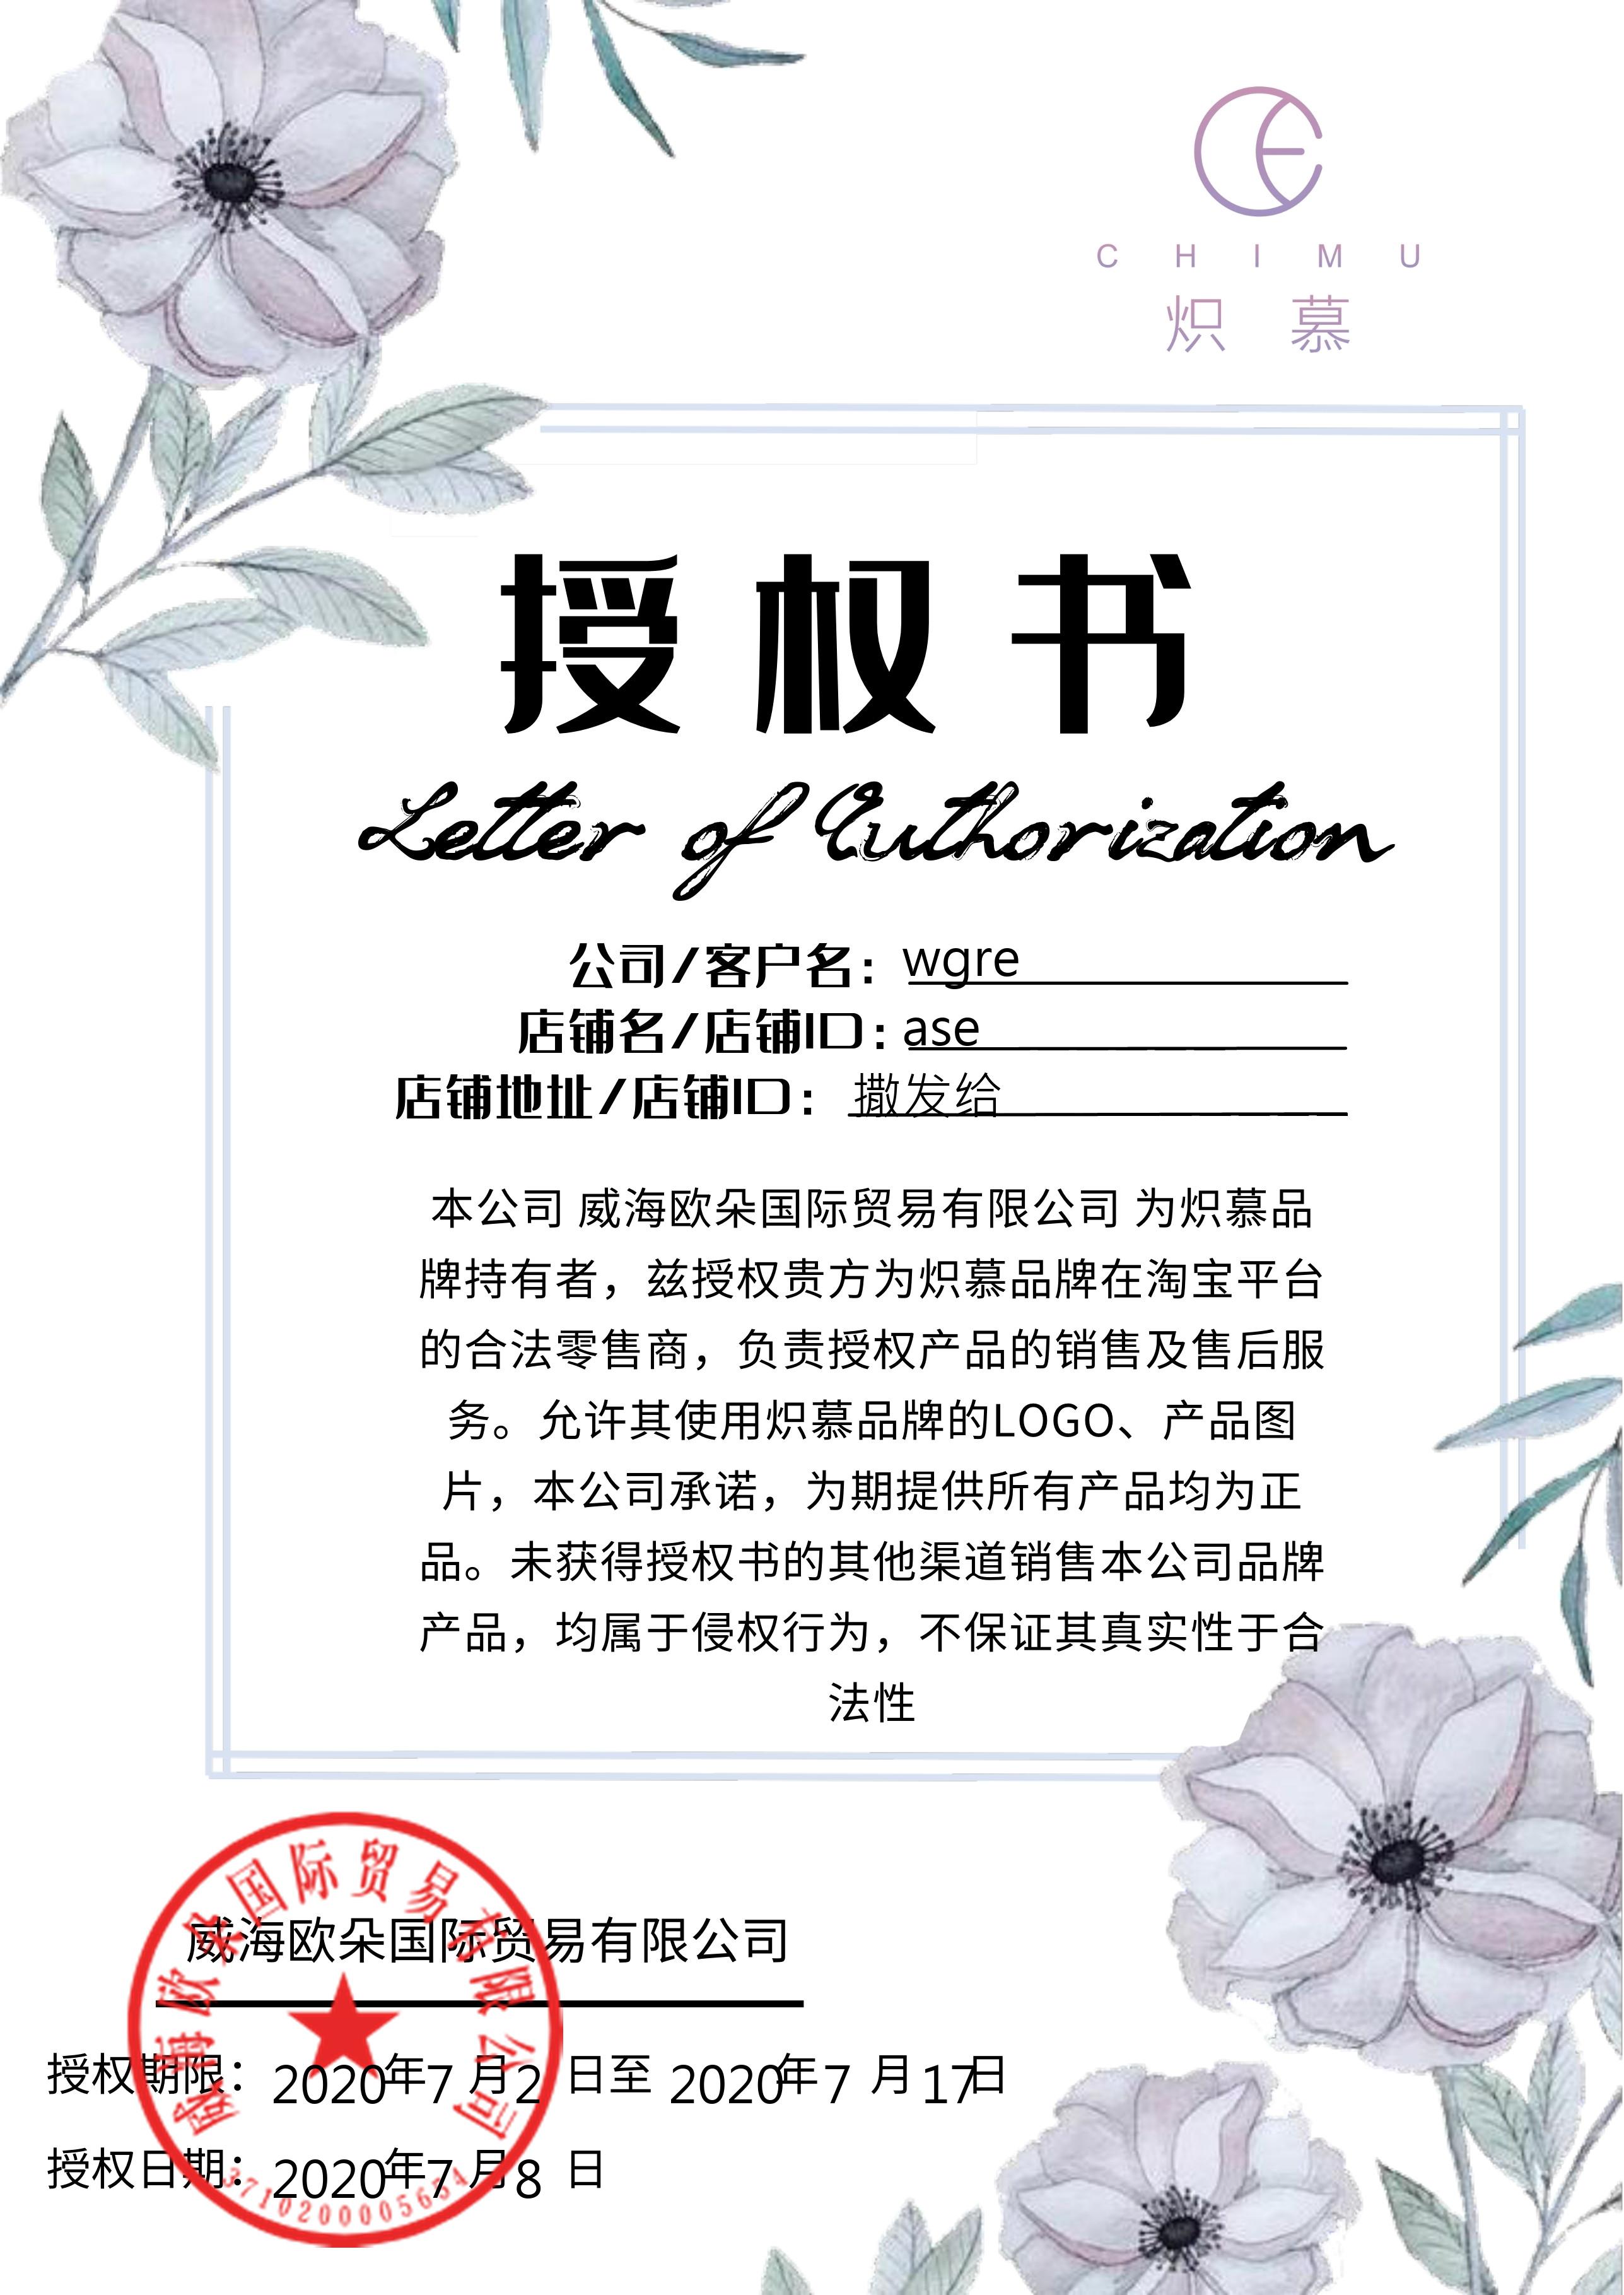 CHIMU
炽慕
授权书
Letter of Authorization
公司/客户名：wgre
店铺名/店铺ID：ase
店铺地址/店铺ID：撒发给
本公司 威海欧朵国际贸易有限公司 为炽慕品
牌持有者，兹授权贵方为炽慕品牌在淘宝平台
的合法零售商，负责授权产品的销售及售后服
务。允许其使用炽慕品牌的LOGO、产品图
片，本公司承诺，为期提供所有产品均为正
品。未获得授权书的其他渠道销售本公司品牌
产品，均属于侵权行为，不保证其真实性于合
法性
威海欧朵国际贸易有限公司
威海欧朵国际贸易有限公司
授权期限：2020年7月2日至2020年7月17日
授权日期：2020年7月8日
3710200005654